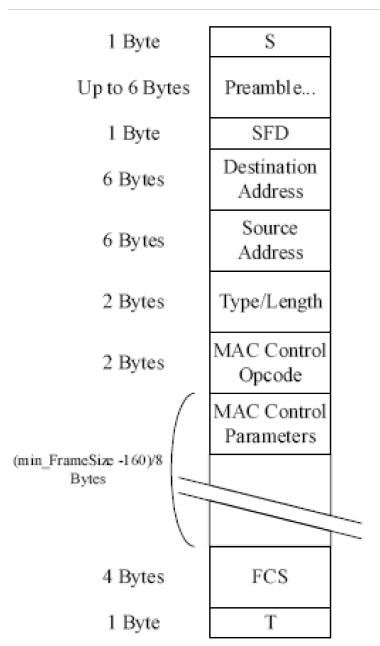 1 Byte S
Up to 6 Bytes Preamble...
1 Byte SFD
6 Bytes Destination
Address
6 Bytes Source
Address
2 Bytes Type/Length
2 Bytes MAC Control
Opcode
MAC Control
Parameters
(min_FrameSize -160)/8
Bytes
4 Bytes FCS
1 Byte T